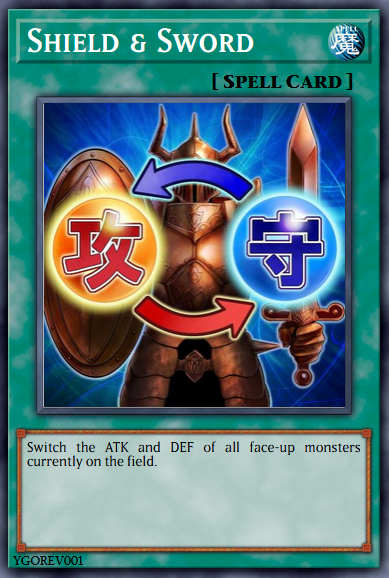 SHIELD & SWORD
SPELL
魔
[ SPELL CARD ]
攻
守
Switch the ATK and DEF of all face-up monsters
currently on the field.
YGOREV001